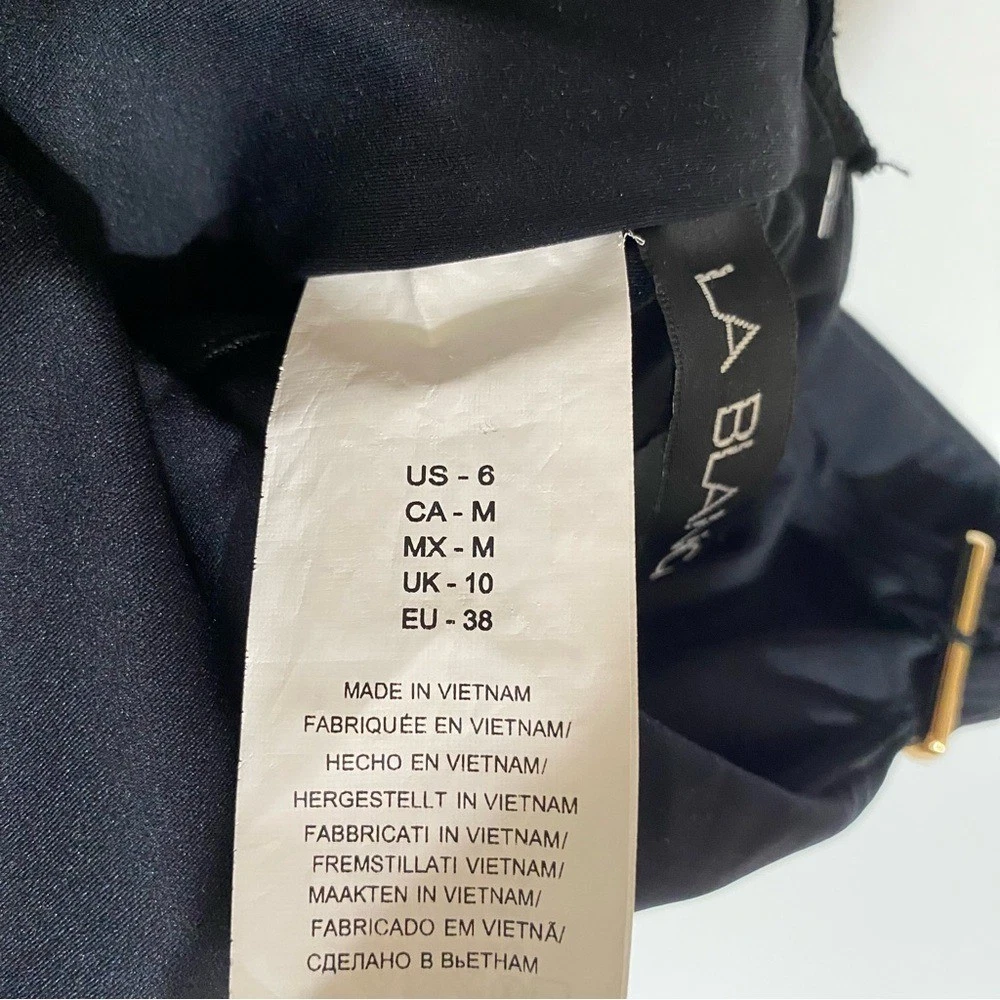 US - 6
CA - M
MX - M
UK - 10
EU - 38
MADE IN VIETNAM
FABRIQUÉE EN VIETNAM/
HECHO EN VIETNAM/
HERGESTELLT IN VIETNAM
FABBRICATI IN VIETNAM/
FREMSTILLATI VIETNAM/
MAAKTEN IN VIETNAM/
FABRICADO EM VIETNÃ/
СДЕЛАНО В ВЬЕТНАМ
LA